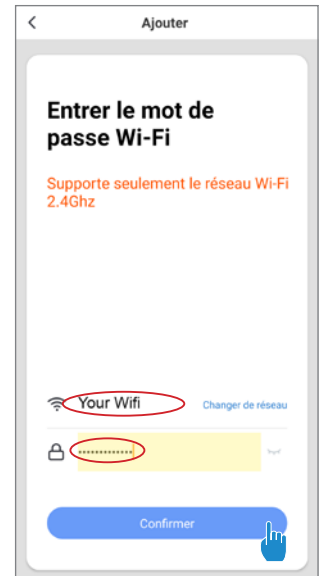 Ajouter
Entrer le mot de
passe Wi-Fi
Supporte seulement le réseau Wi-Fi
2.4Ghz
Your Wifi
Changer de réseau
•••••••••••••
Confirmer